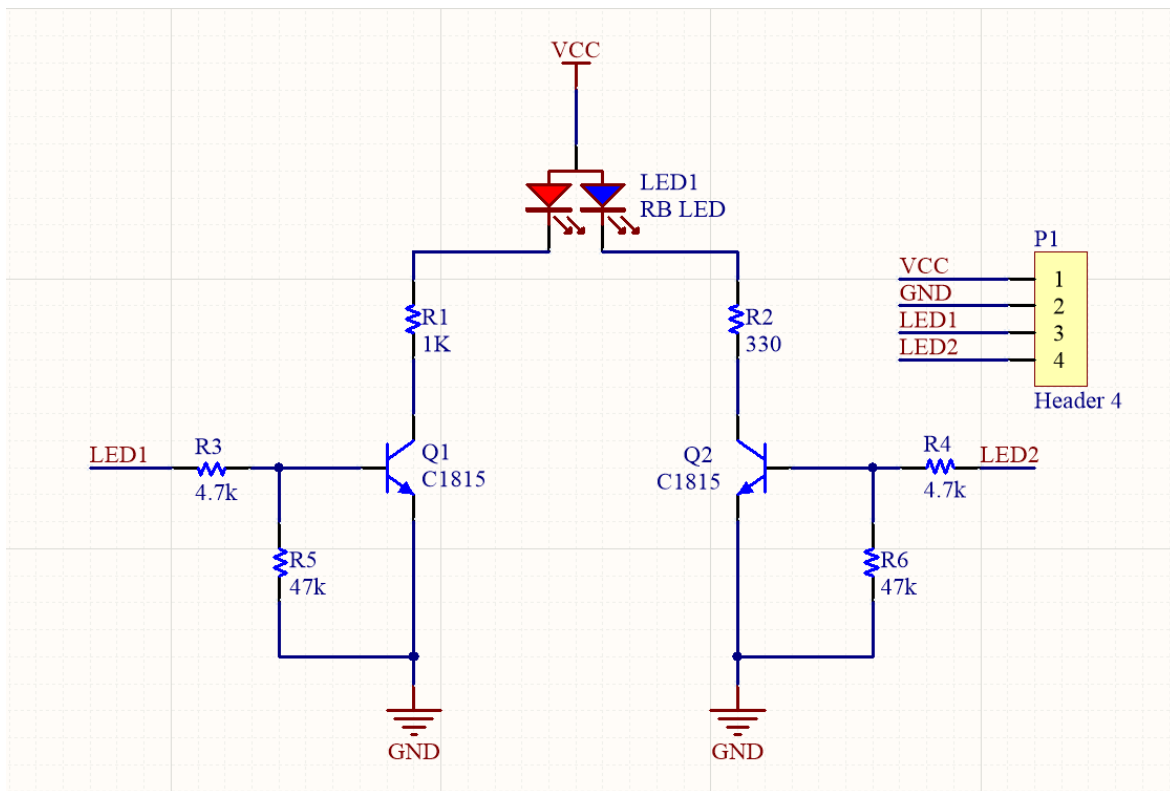 VCC
LED1
RB LED
P1
VCC
1
GND
2
LED1
3
LED2
4
Header 4
R1
1K
R2
330
LED1
R3
4.7k
Q1
C1815
Q2
C1815
R4
4.7k
LED2
R5
47k
R6
47k
GND
GND